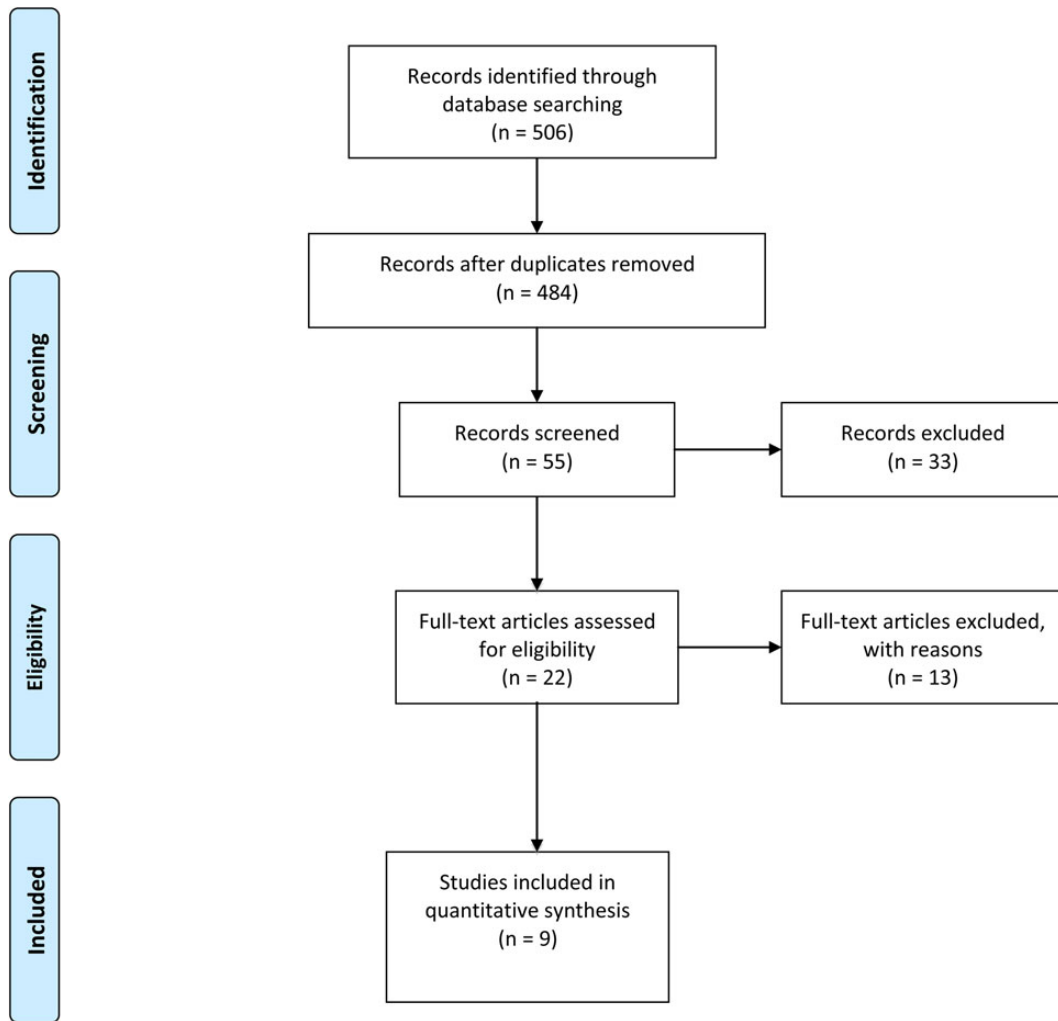 Identification
Records identified through
database searching
(n = 506)
Records after duplicates removed
(n = 484)
Screening
Records screened
(n = 55)
Records excluded
(n = 33)
Eligibility
Full-text articles assessed
for eligibility
(n = 22)
Full-text articles excluded,
with reasons
(n = 13)
Included
Studies included in
quantitative synthesis
(n = 9)